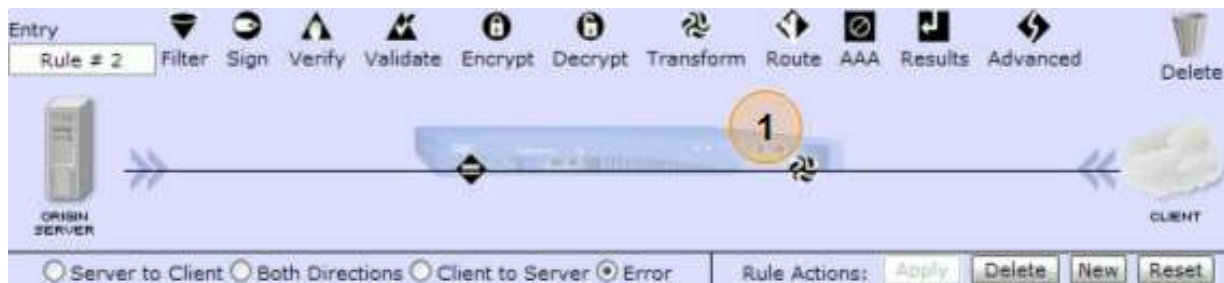 Entry
Rule # 2 Filter Sign Verify Validate Encrypt Decrypt Transform Route AAA Results Advanced Delete
1
ORIGIN SERVER CLIENT
Server to Client Both Directions Client to Server Error Rule Actions: Apply Delete New Reset